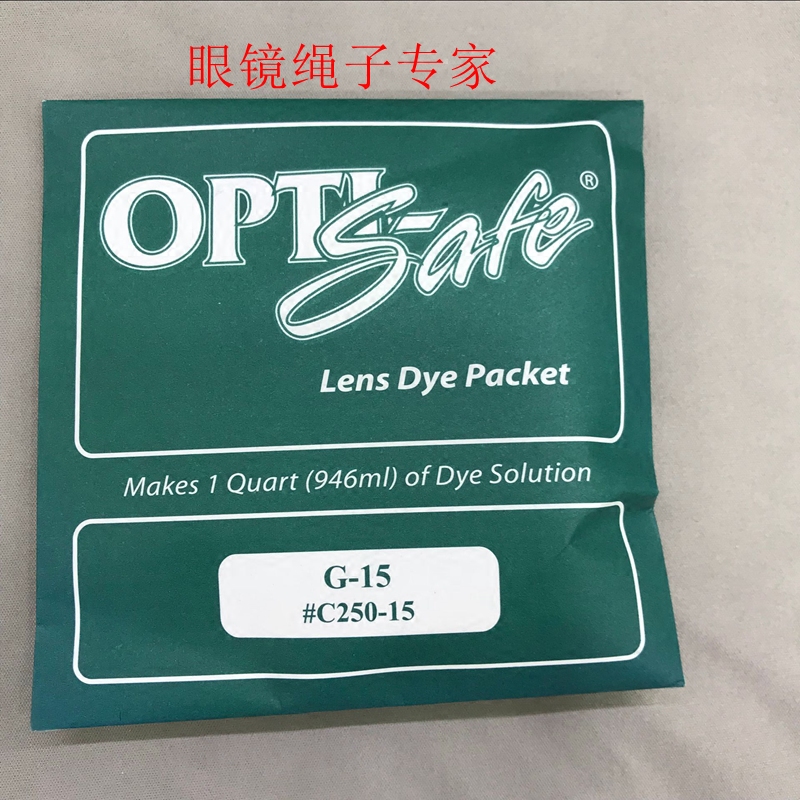 眼镜绳子专家
OPTI-Safe®
Lens Dye Packet
Makes 1 Quart (946ml) of Dye Solution
G-15
#C250-15